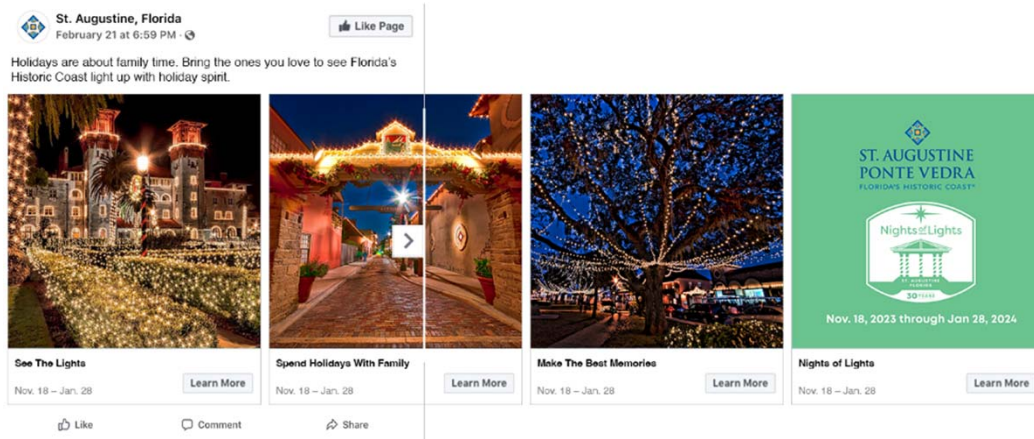 St. Augustine, Florida
February 21 at 6:59 PM ·
Like Page
Holidays are about family time. Bring the ones you love to see Florida's
Historic Coast light up with holiday spirit.
ST. AUGUSTINE
PONTE VEDRA
FLORIDA'S HISTORIC COAST®
Nights of Lights
ST. AUGUSTINE
FLORIDA
30 YEARS
Nov. 18, 2023 through Jan 28, 2024
See The Lights
Nov. 18 – Jan. 28
Learn More
Spend Holidays With Family
Nov. 18 – Jan. 28
Learn More
Make The Best Memories
Nov. 18 – Jan. 28
Learn More
Nights of Lights
Nov. 18 – Jan. 28
Learn More
Like
Comment
Share